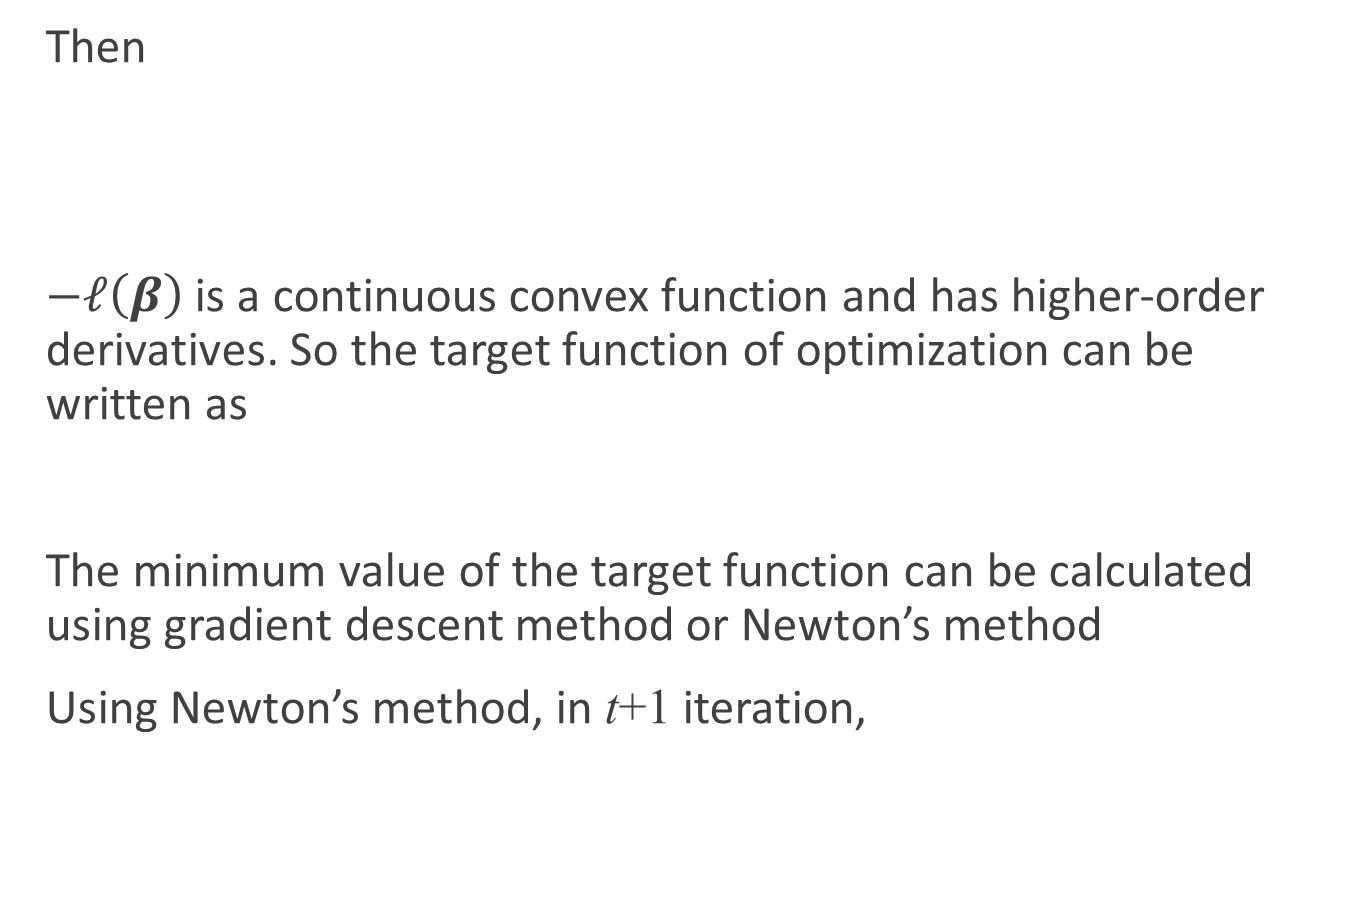 Then
−ℓ(β) is a continuous convex function and has higher-order
derivatives. So the target function of optimization can be
written as
The minimum value of the target function can be calculated
using gradient descent method or Newton’s method
Using Newton’s method, in t+1 iteration,